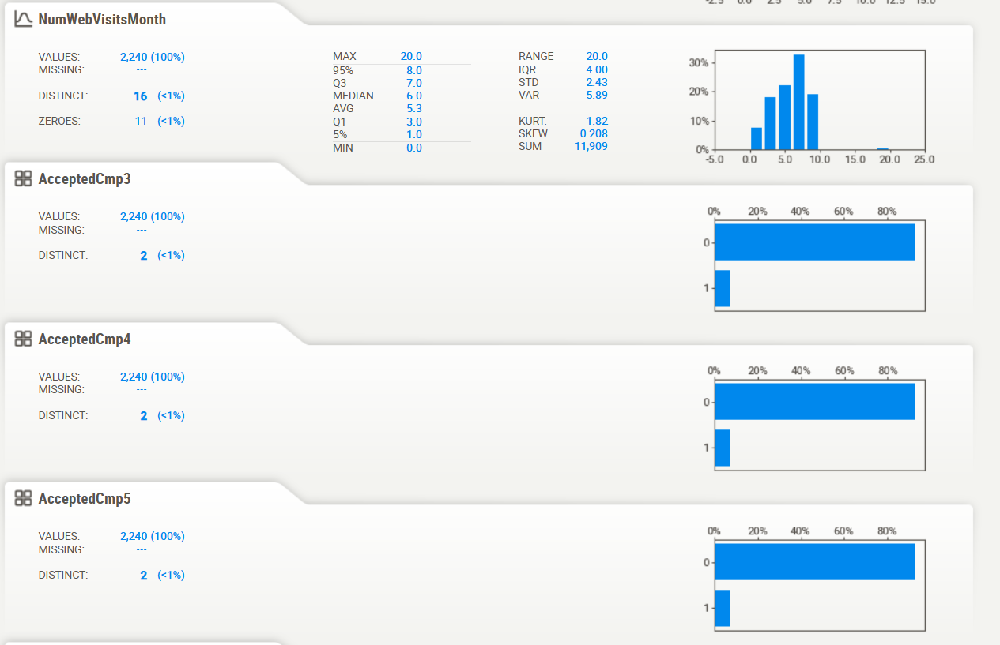 -2.5 0.0 2.5 5.0 7.5 10.0 12.5 15.0
NumWebVisitsMonth
VALUES: 2,240 (100%)
MISSING: ---
DISTINCT: 16 (<1%)
ZEROES: 11 (<1%)
MAX 20.0
95% 8.0
Q3 7.0
MEDIAN 6.0
AVG 5.3
Q1 3.0
5% 1.0
MIN 0.0
RANGE 20.0
IQR 4.00
STD 2.43
VAR 5.89
KURT. 1.82
SKEW 0.208
SUM 11,909
30%
20%
10%
0%
-5.0 0.0 5.0 10.0 15.0 20.0 25.0
AcceptedCmp3
VALUES: 2,240 (100%)
MISSING: ---
DISTINCT: 2 (<1%)
0% 20% 40% 60% 80%
0
1
AcceptedCmp4
VALUES: 2,240 (100%)
MISSING: ---
DISTINCT: 2 (<1%)
0% 20% 40% 60% 80%
0
1
AcceptedCmp5
VALUES: 2,240 (100%)
MISSING: ---
DISTINCT: 2 (<1%)
0% 20% 40% 60% 80%
0
1